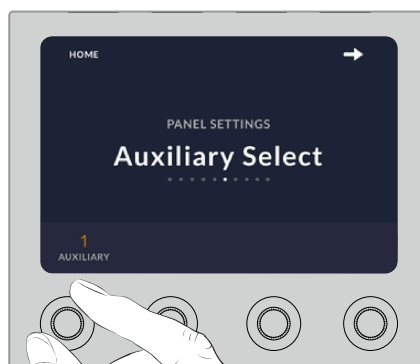 HOME
PANEL SETTINGS
Auxiliary Select
1
AUXILIARY